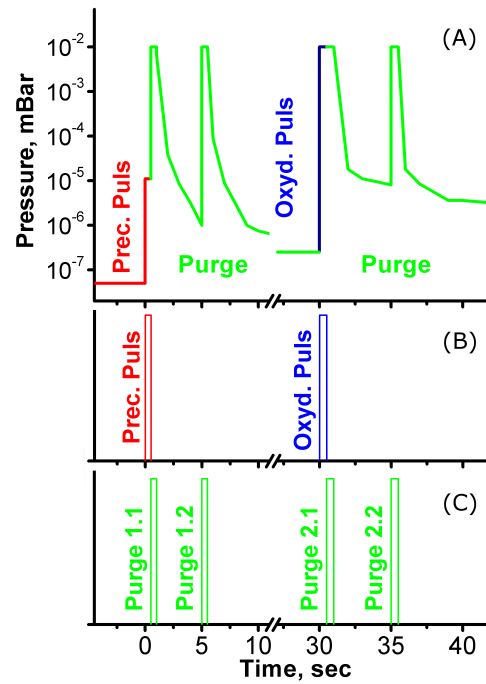 (A)
Pressure, mBar
10⁻²
10⁻³
10⁻⁴
10⁻⁵
10⁻⁶
10⁻⁷
Prec. Puls
Purge
Oxyd. Puls
Purge
(B)
Prec. Puls
Oxyd. Puls
(C)
Purge 1.1
Purge 1.2
Purge 2.1
Purge 2.2
0 5 10 30 35 40
Time, sec